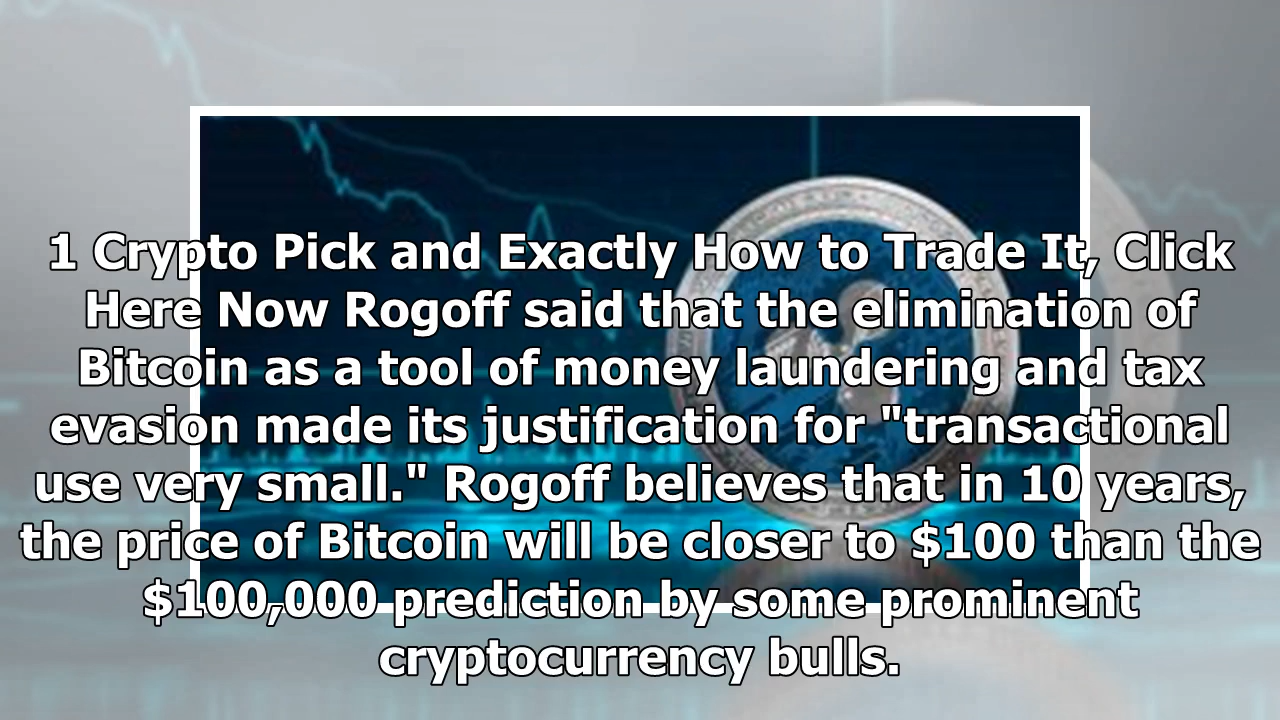 1 Crypto Pick and Exactly How to Trade It, Click
Here Now Rogoff said that the elimination of
Bitcoin as a tool of money laundering and tax
evasion made its justification for "transactional
use very small." Rogoff believes that in 10 years,
the price of Bitcoin will be closer to $100 than the
$100,000 prediction by some prominent
cryptocurrency bulls.